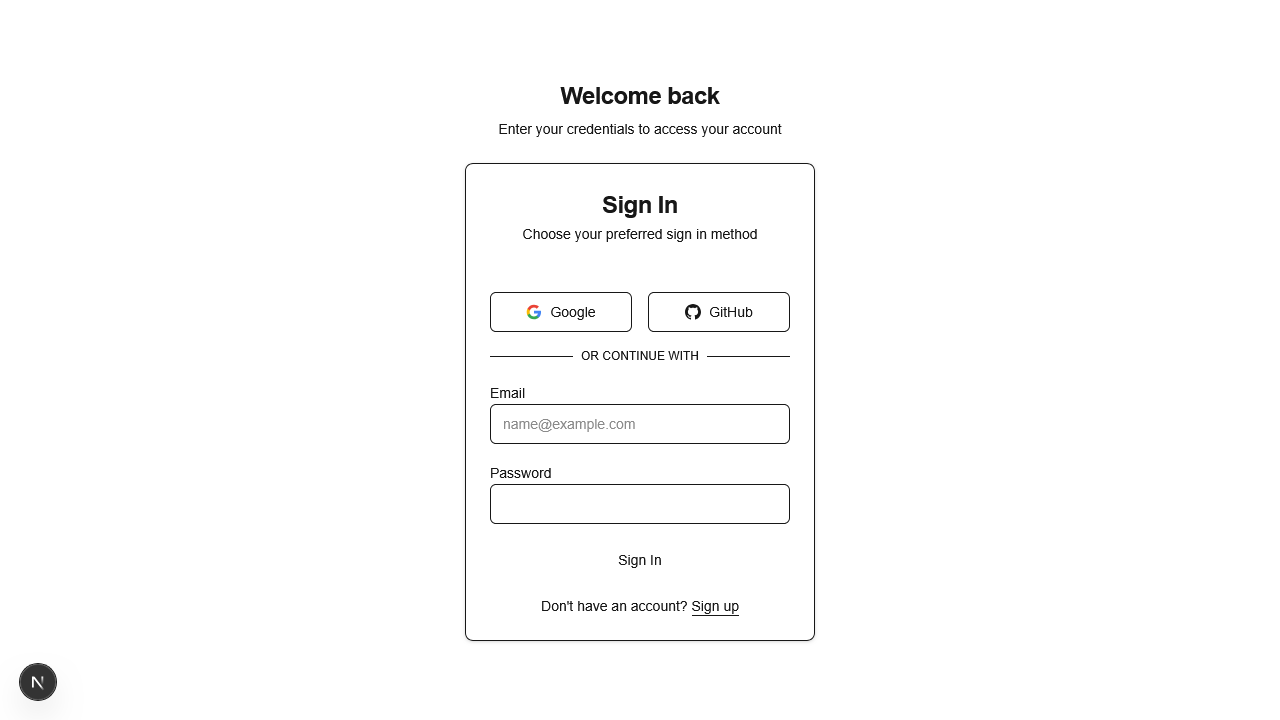 Welcome back
Enter your credentials to access your account
Sign In
Choose your preferred sign in method
Google
GitHub
OR CONTINUE WITH
Email
name@example.com
Password
Sign In
Don't have an account? Sign up
N